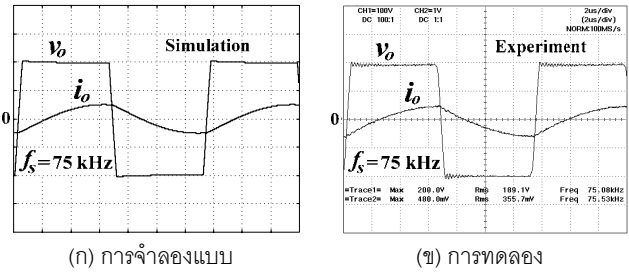 CH1=100V CH2=1V 2us/div
DC 100:1 DC 1:1 (2us/div)
NORM:100MS/s
vₒ Simulation
iₒ
0
fₛ=75 kHz
vₒ Experiment
iₒ
0
fₛ=75 kHz
=Trace1= Max 208.0V Rms 189.1V Freq 75.08kHz
=Trace2= Max 480.0mV Rms 355.7mV Freq 75.53kHz
(ก) การจำลองแบบ
(ข) การทดลอง